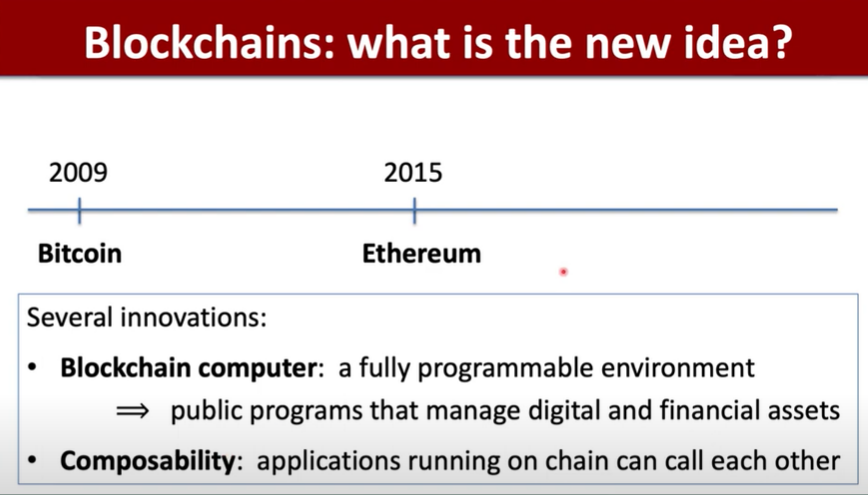 Blockchains: what is the new idea?
2009 2015
Bitcoin Ethereum
Several innovations:
• Blockchain computer: a fully programmable environment
⟹ public programs that manage digital and financial assets
• Composability: applications running on chain can call each other